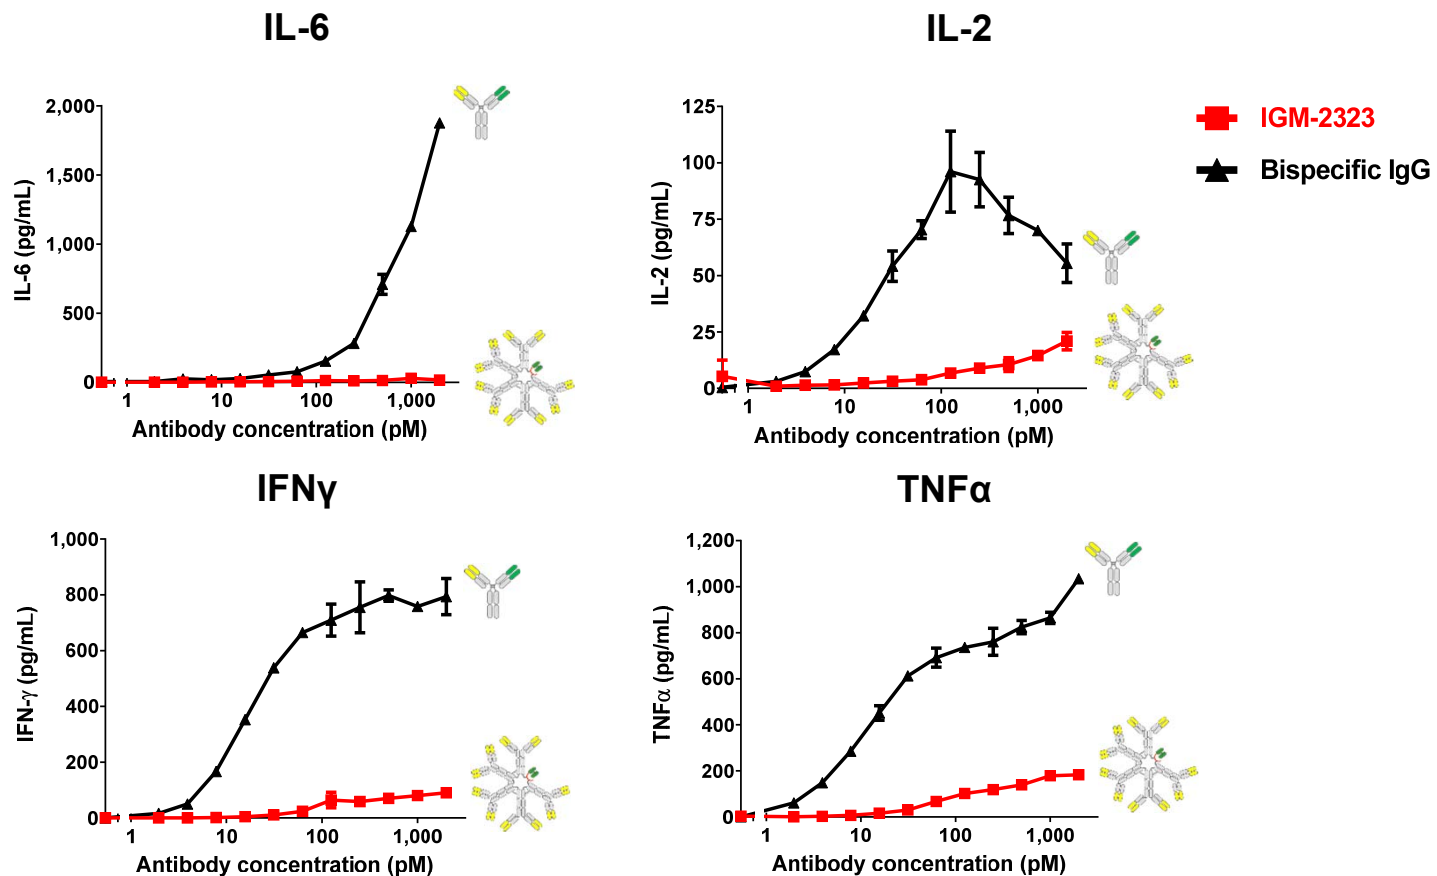 IL-6
IL-2
2,000
1,500
1,000
500
0
IL-6 (pg/mL)
1
10
100
1,000
Antibody concentration (pM)
125
100
75
50
25
0
IL-2 (pg/mL)
1
10
100
1,000
Antibody concentration (pM)
IGM-2323
Bispecific IgG
IFNγ
TNFα
1,000
800
600
400
200
0
IFN-γ (pg/mL)
1
10
100
1,000
Antibody concentration (pM)
1,200
1,000
800
600
400
200
0
TNFα (pg/mL)
1
10
100
1,000
Antibody concentration (pM)